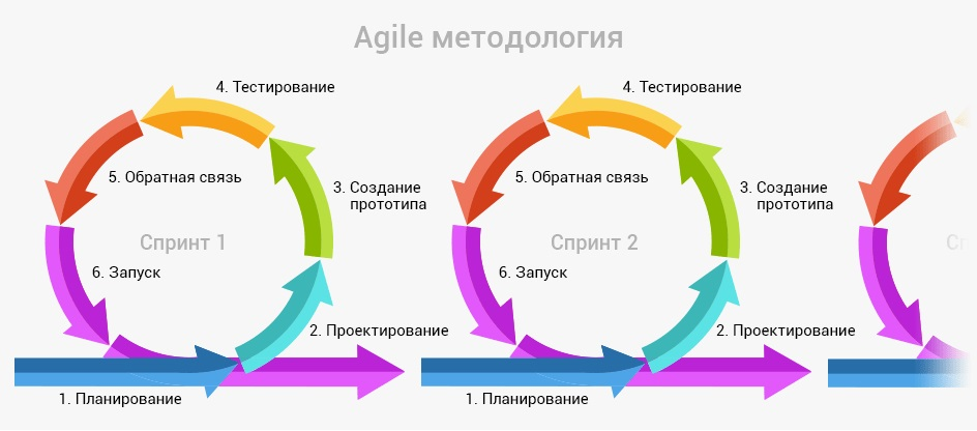 Agile методология
4. Тестирование
5. Обратная связь
3. Создание
прототипа
Спринт 1
6. Запуск
2. Проектирование
1. Планирование
4. Тестирование
5. Обратная связь
3. Создание
прототипа
Спринт 2
6. Запуск
2. Проектирование
1. Планирование